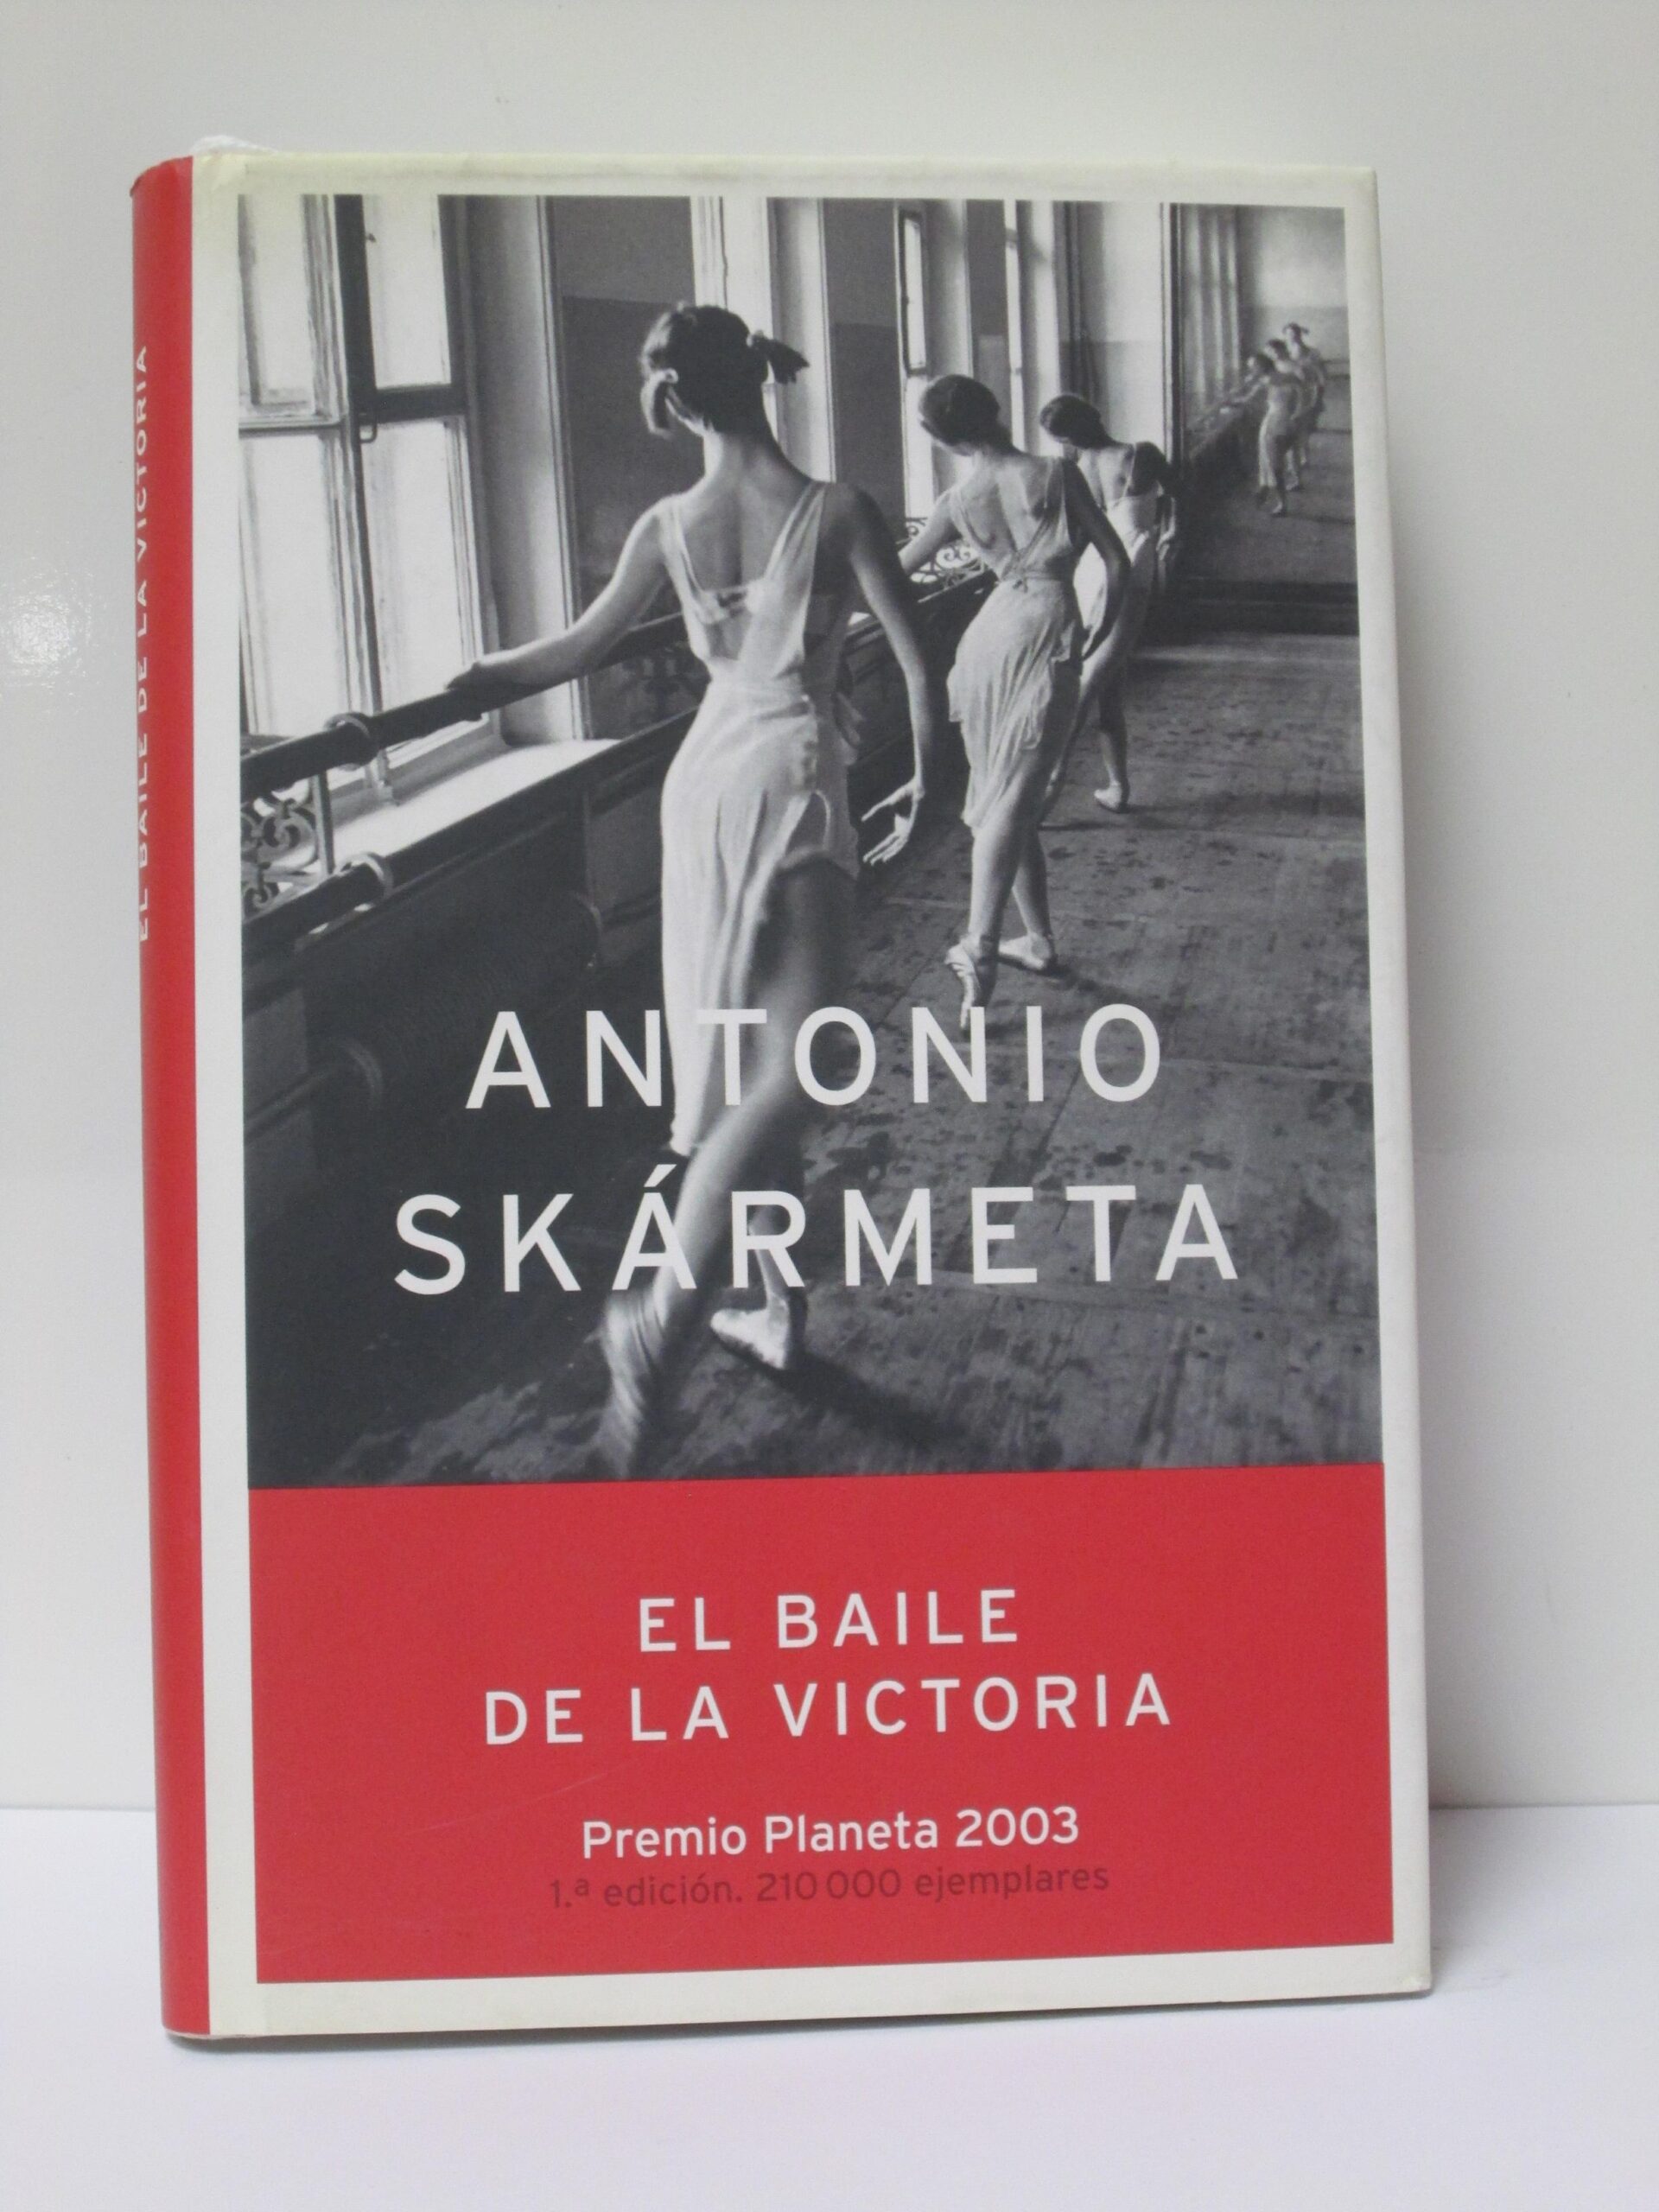 EL BAILE DE LA VICTORIA
ANTONIO
SKÁRMETA
EL BAILE
DE LA VICTORIA
Premio Planeta 2003
1.ª edición. 210 000 ejemplares